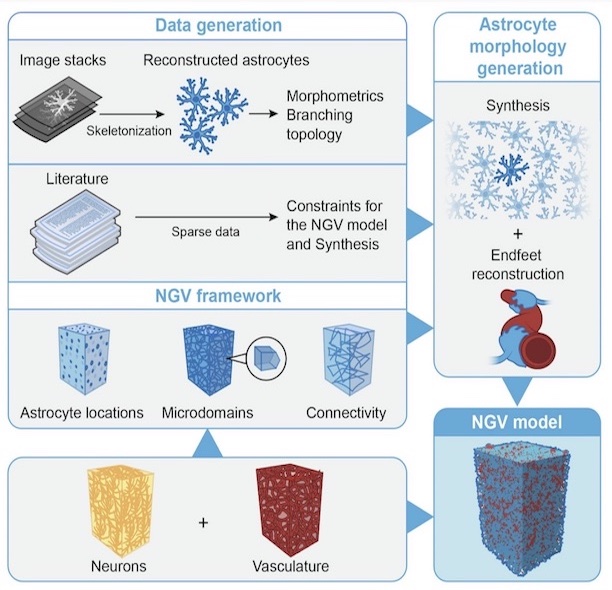 Data generation
Image stacks
Reconstructed astrocytes
Skeletonization
Morphometrics
Branching
topology
Literature
Sparse data
Constraints for
the NGV model
and Synthesis
NGV framework
Astrocyte locations
Microdomains
Connectivity
Neurons
+
Vasculature
Astrocyte
morphology
generation
Synthesis
+
Endfeet
reconstruction
NGV model